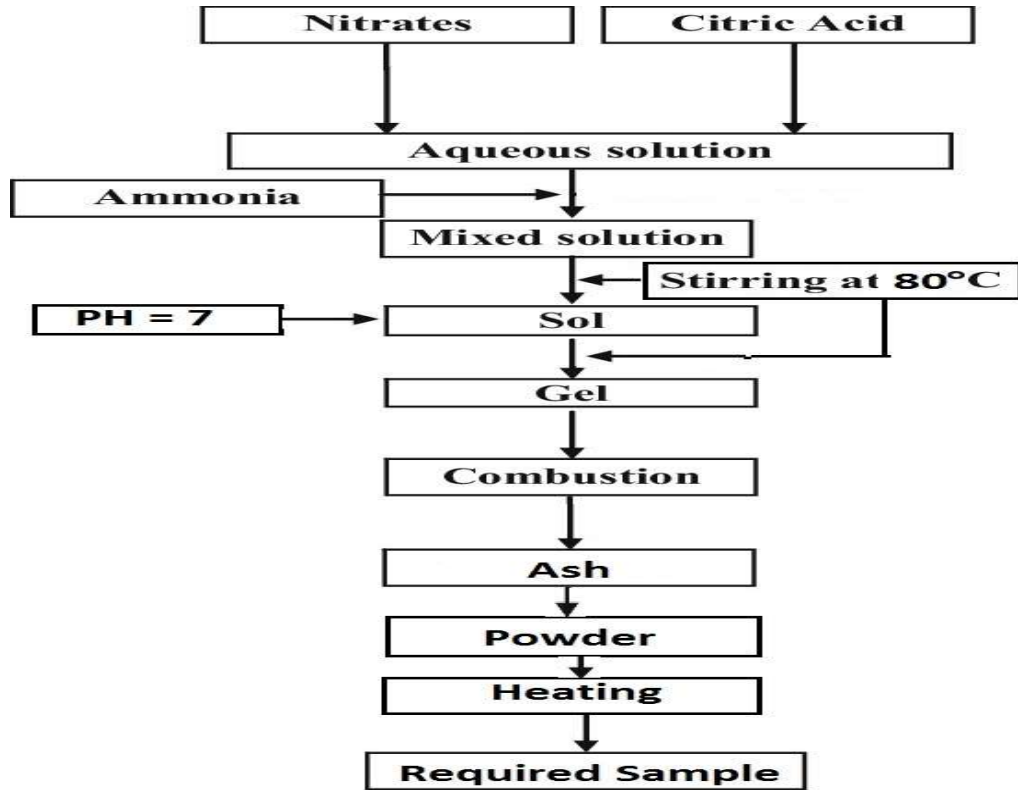 Nitrates
Citric Acid
Aqueous solution
Ammonia
Mixed solution
Stirring at 80°C
PH = 7
Sol
Gel
Combustion
Ash
Powder
Heating
Required Sample